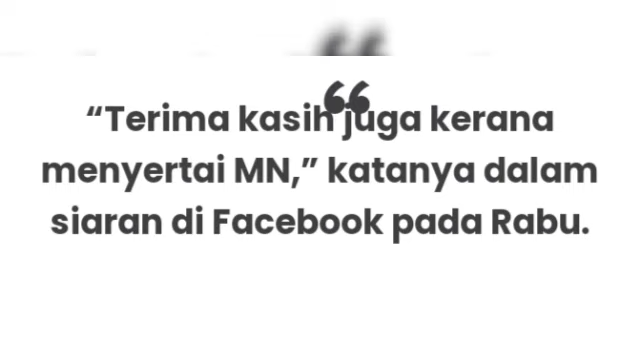 “Terima kasih juga kerana
menyertai MN,” katanya dalam
siaran di Facebook pada Rabu.